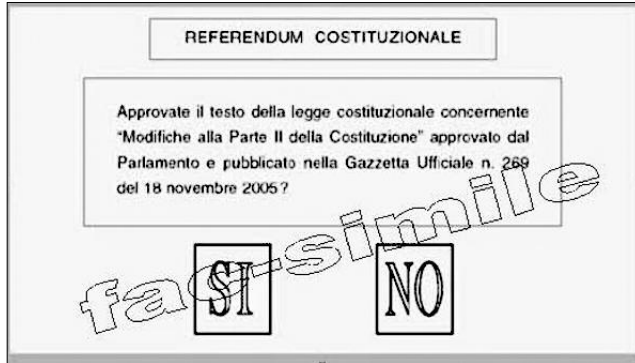 REFERENDUM COSTITUZIONALE
Approvate il testo della legge costituzionale concernente
"Modifiche alla Parte II della Costituzione" approvato dal
Parlamento e pubblicato nella Gazzetta Ufficiale n. 269
del 18 novembre 2005?
fac-simile
SI NO